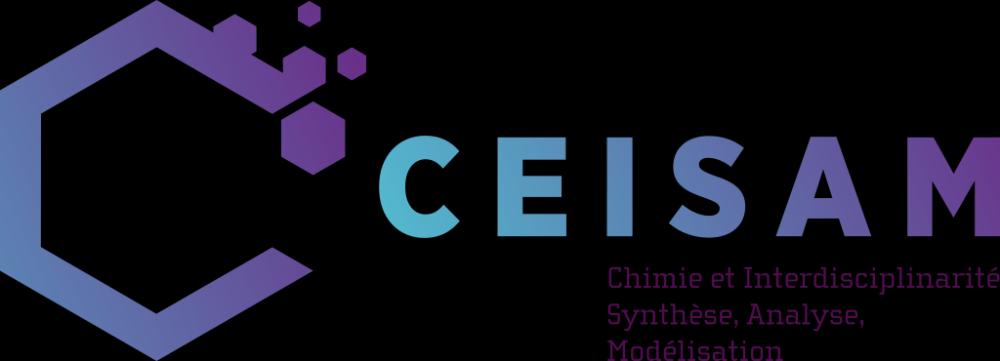 CEISAM
Chimie et Interdisciplinarité
Synthèse, Analyse,
Modélisation